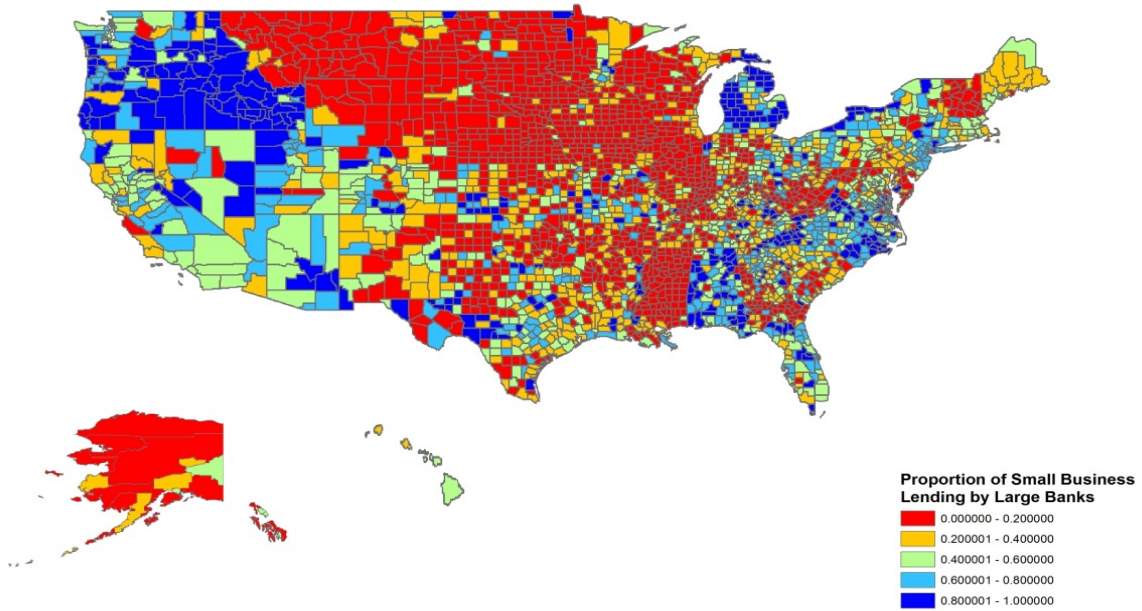 Proportion of Small Business
Lending by Large Banks
0.000000 - 0.200000
0.200001 - 0.400000
0.400001 - 0.600000
0.600001 - 0.800000
0.800001 - 1.000000